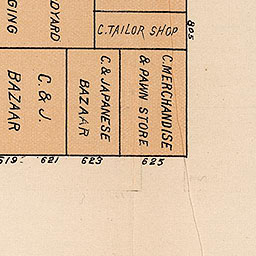 DYARD
GING
C. TAILOR SHOP
805
C. & J.
BAZAAR
C. & JAPANESE
BAZAAR
C. MERCHANDISE
& PAWN STORE
619
621
623
625